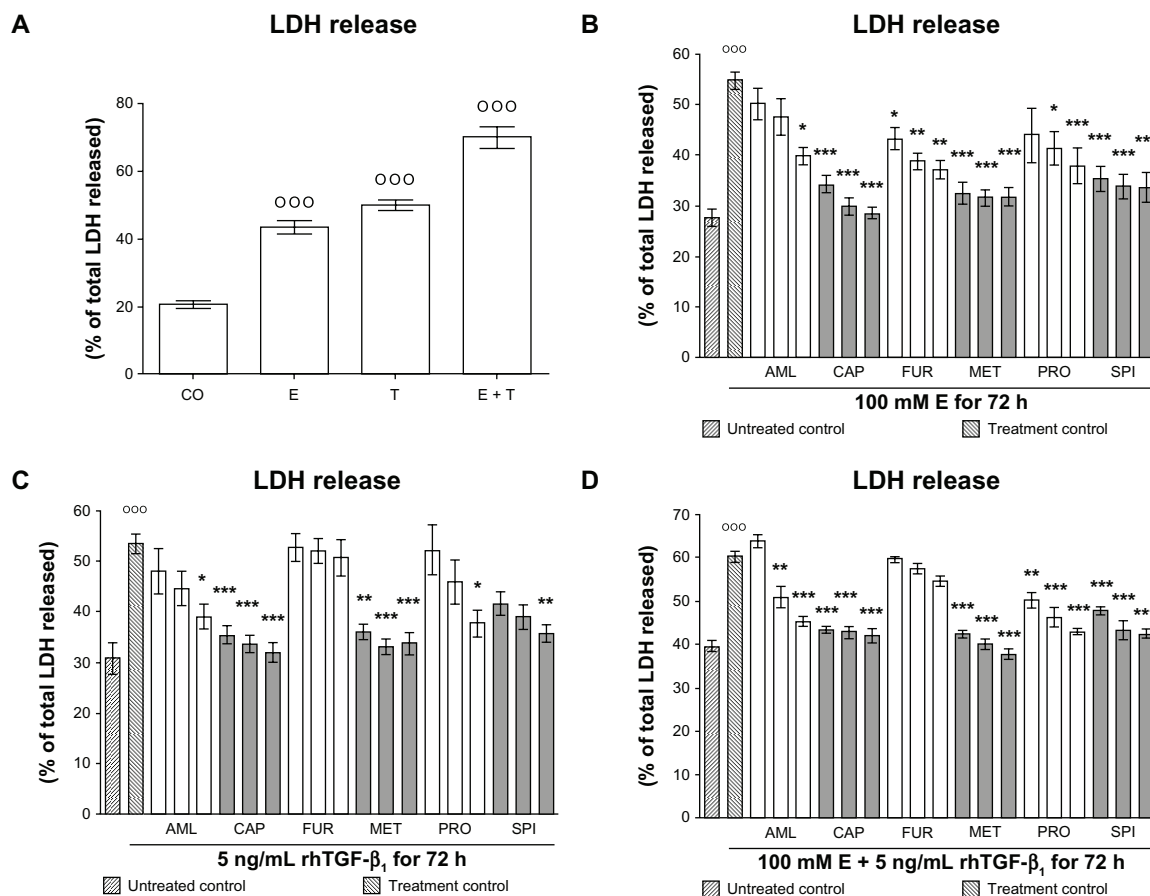 A
LDH release
(% of total LDH released)
80
60
40
20
0
OOO
OOO
OOO
CO E T E + T
B
LDH release
(% of total LDH released)
60
50
40
30
20
10
0
OOO
* *** *** *** * ** ** *** *** *** * *** *** *** **
AML CAP FUR MET PRO SPI
100 mM E for 72 h
Untreated control Treatment control
C
LDH release
(% of total LDH released)
60
50
40
30
20
10
0
OOO
* *** *** *** ** *** *** * **
AML CAP FUR MET PRO SPI
5 ng/mL rhTGF-β₁ for 72 h
Untreated control Treatment control
D
LDH release
(% of total LDH released)
70
60
50
40
30
20
10
0
OOO
** *** *** *** *** *** *** *** ** *** *** *** *** **
AML CAP FUR MET PRO SPI
100 mM E + 5 ng/mL rhTGF-β₁ for 72 h
Untreated control Treatment control